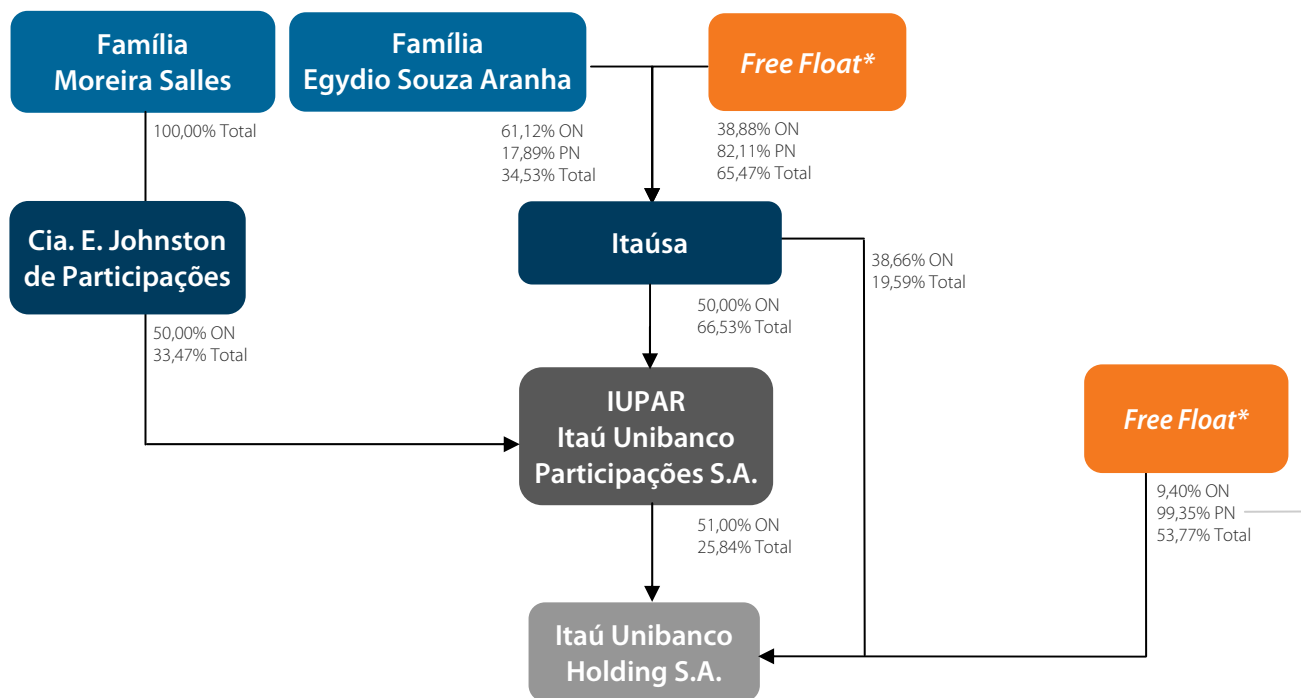 Família
Moreira Salles
Família
Egydio Souza Aranha
Free Float*
100,00% Total
61,12% ON
17,89% PN
34,53% Total
38,88% ON
82,11% PN
65,47% Total
Cia. E. Johnston
de Participações
Itaúsa
38,66% ON
19,59% Total
50,00% ON
33,47% Total
50,00% ON
66,53% Total
IUPAR
Itaú Unibanco
Participações S.A.
Free Float*
51,00% ON
25,84% Total
9,40% ON
99,35% PN
53,77% Total
Itaú Unibanco
Holding S.A.